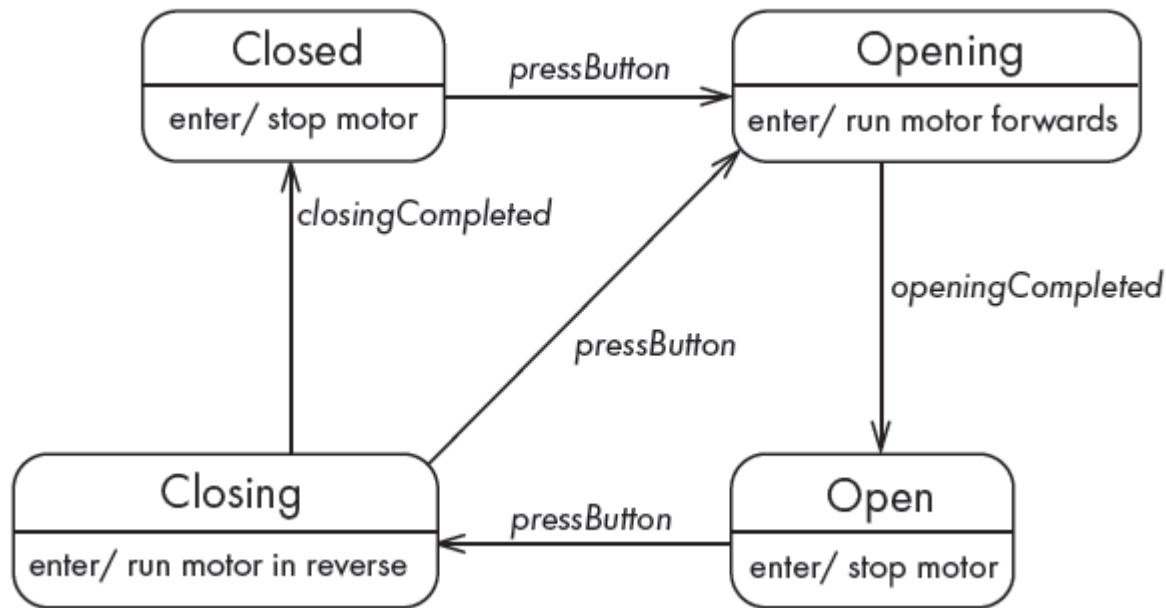 Closed
enter/ stop motor
pressButton
Opening
enter/ run motor forwards
closingCompleted
openingCompleted
pressButton
Closing
enter/ run motor in reverse
pressButton
Open
enter/ stop motor